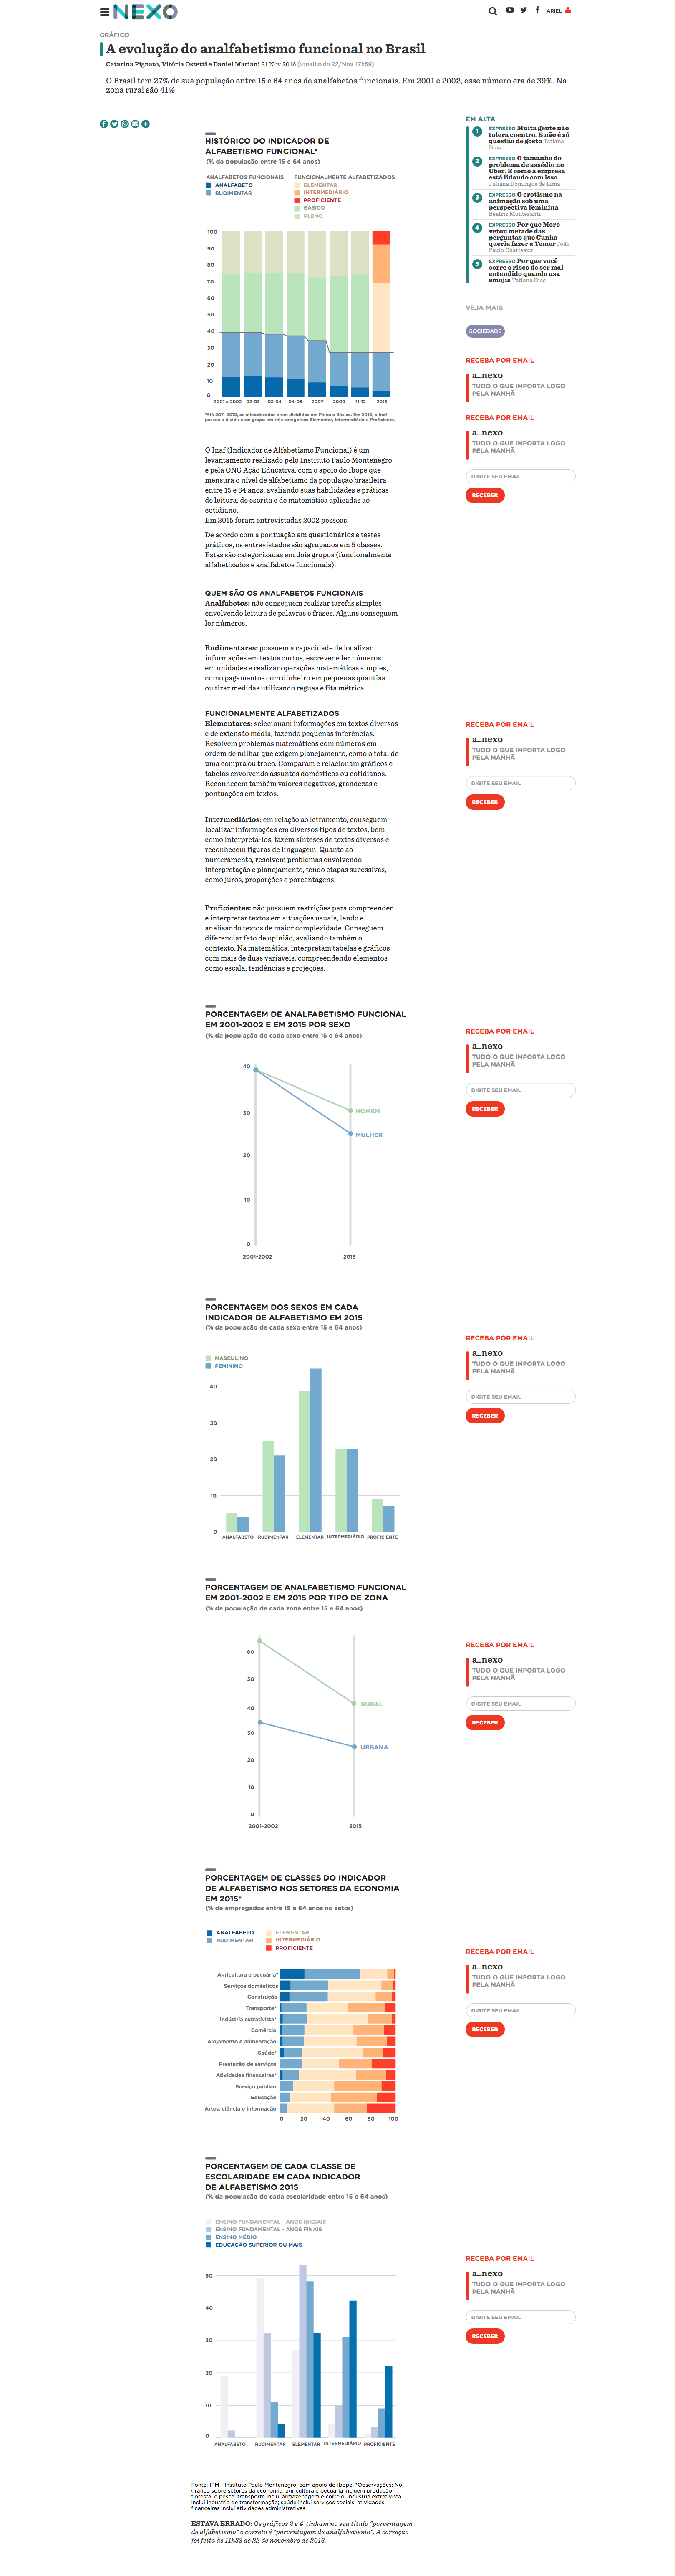 NEXO
ARIEL
GRÁFICO
A evolução do analfabetismo funcional no Brasil
Catarina Pignato, Vitória Ostetti e Daniel Mariani 21 Nov 2016 (atualizado 22/Nov 17h59)
O Brasil tem 27% de sua população entre 15 e 64 anos de analfabetos funcionais. Em 2001 e 2002, esse número era de 39%. Na
zona rural são 41%
EM ALTA
1 EXPRESSO Muita gente não
tolera coentro. E não é só
questão de gosto Tatiana
Dias
2 EXPRESSO O tamanho do
problema de assédio no
Uber. E como a empresa
está lidando com isso
Juliana Domingos de Lima
3 EXPRESSO O erotismo na
animação sob uma
perspectiva feminina
Beatriz Montesanti
4 EXPRESSO Por que Moro
vetou metade das
perguntas que Cunha
queria fazer a Temer João
Paulo Charleaux
5 EXPRESSO Por que você
corre o risco de ser mal-
entendido quando usa
emojis Tatiana Dias
VEJA MAIS
SOCIEDADE
RECEBA POR EMAIL
a_nexo
TUDO O QUE IMPORTA LOGO
PELA MANHÃ
RECEBA POR EMAIL
a_nexo
TUDO O QUE IMPORTA LOGO
PELA MANHÃ
DIGITE SEU EMAIL
RECEBER
HISTÓRICO DO INDICADOR DE
ALFABETISMO FUNCIONAL*
(% da população entre 15 e 64 anos)
ANALFABETOS FUNCIONAIS
ANALFABETO
RUDIMENTAR
FUNCIONALMENTE ALFABETIZADOS
ELEMENTAR
INTERMEDIÁRIO
PROFICIENTE
BÁSICO
PLENO
100
90
80
70
60
50
40
30
20
10
0
2001 a 2002 02-03 03-04 04-05 2007 2009 11-12 2015
*Até 2011-2012, os alfabetizados eram divididos em Pleno e Básico. Em 2015, o Inaf
passou a dividir esse grupo em três categorias: Elementar, Intermediário e Proficiente.
O Inaf (Indicador de Alfabetismo Funcional) é um
levantamento realizado pelo Instituto Paulo Montenegro
e pela ONG Ação Educativa, com o apoio do Ibope que
mensura o nível de alfabetismo da população brasileira
entre 15 e 64 anos, avaliando suas habilidades e práticas
de leitura, de escrita e de matemática aplicadas ao
cotidiano.
Em 2015 foram entrevistadas 2002 pessoas.
De acordo com a pontuação em questionários e testes
práticos, os entrevistados são agrupados em 5 classes.
Estas são categorizadas em dois grupos (funcionalmente
alfabetizados e analfabetos funcionais).
QUEM SÃO OS ANALFABETOS FUNCIONAIS
Analfabetos: não conseguem realizar tarefas simples
envolvendo leitura de palavras e frases. Alguns conseguem
ler números.
Rudimentares: possuem a capacidade de localizar
informações em textos curtos, escrever e ler números
em unidades e realizar operações matemáticas simples,
como pagamentos com dinheiro em pequenas quantias
ou tirar medidas utilizando réguas e fita métrica.
FUNCIONALMENTE ALFABETIZADOS
Elementares: selecionam informações em textos diversos
e de extensão média, fazendo pequenas inferências.
Resolvem problemas matemáticos com números em
ordem de milhar que exigem planejamento, como o total de
uma compra ou troco. Comparam e relacionam gráficos e
tabelas envolvendo assuntos domésticos ou cotidianos.
Reconhecem também valores negativos, grandezas e
pontuações em textos.
Intermediários: em relação ao letramento, conseguem
localizar informações em diversos tipos de textos, bem
como interpretá-los; fazem sínteses de textos diversos e
reconhecem figuras de linguagem. Quanto ao
numeramento, resolvem problemas envolvendo
interpretação e planejamento, tendo etapas sucessivas,
como juros, proporções e porcentagens.
Proficientes: não possuem restrições para compreender
e interpretar textos em situações usuais, lendo e
analisando textos de maior complexidade. Conseguem
diferenciar fato de opinião, avaliando também o
contexto. Na matemática, interpretam tabelas e gráficos
com mais de duas variáveis, compreendendo elementos
como escala, tendências e projeções.
RECEBA POR EMAIL
a_nexo
TUDO O QUE IMPORTA LOGO
PELA MANHÃ
DIGITE SEU EMAIL
RECEBER
PORCENTAGEM DE ANALFABETISMO FUNCIONAL
EM 2001-2002 E EM 2015 POR SEXO
(% da população de cada sexo entre 15 e 64 anos)
40
30
20
10
0
HOMEM
MULHER
2001-2002 2015
RECEBA POR EMAIL
a_nexo
TUDO O QUE IMPORTA LOGO
PELA MANHÃ
DIGITE SEU EMAIL
RECEBER
PORCENTAGEM DOS SEXOS EM CADA
INDICADOR DE ALFABETISMO EM 2015
(% da população de cada sexo entre 15 e 64 anos)
MASCULINO
FEMININO
40
30
20
10
0
ANALFABETO RUDIMENTAR ELEMENTAR INTERMEDIÁRIO PROFICIENTE
RECEBA POR EMAIL
a_nexo
TUDO O QUE IMPORTA LOGO
PELA MANHÃ
DIGITE SEU EMAIL
RECEBER
PORCENTAGEM DE ANALFABETISMO FUNCIONAL
EM 2001-2002 E EM 2015 POR TIPO DE ZONA
(% da população de cada zona entre 15 e 64 anos)
60
50
40
30
20
10
0
RURAL
URBANA
2001-2002 2015
RECEBA POR EMAIL
a_nexo
TUDO O QUE IMPORTA LOGO
PELA MANHÃ
DIGITE SEU EMAIL
RECEBER
PORCENTAGEM DE CLASSES DO INDICADOR
DE ALFABETISMO NOS SETORES DA ECONOMIA
EM 2015*
(% de empregados entre 15 e 64 anos no setor)
ANALFABETO
RUDIMENTAR
ELEMENTAR
INTERMEDIÁRIO
PROFICIENTE
Agricultura e pecuária*
Serviços domésticos
Construção
Transporte*
Indústria extrativista*
Comércio
Alojamento e alimentação
Saúde*
Prestação de serviços
Atividades financeiras*
Serviço público
Educação
Artes, ciência e informação
0 20 40 60 80 100
RECEBA POR EMAIL
a_nexo
TUDO O QUE IMPORTA LOGO
PELA MANHÃ
DIGITE SEU EMAIL
RECEBER
PORCENTAGEM DE CADA CLASSE DE
ESCOLARIDADE EM CADA INDICADOR
DE ALFABETISMO 2015
(% da população de cada escolaridade entre 15 e 64 anos)
ENSINO FUNDAMENTAL - ANOS INICIAIS
ENSINO FUNDAMENTAL - ANOS FINAIS
ENSINO MÉDIO
EDUCAÇÃO SUPERIOR OU MAIS
50
40
30
20
10
0
ANALFABETO RUDIMENTAR ELEMENTAR INTERMEDIÁRIO PROFICIENTE
RECEBA POR EMAIL
a_nexo
TUDO O QUE IMPORTA LOGO
PELA MANHÃ
DIGITE SEU EMAIL
RECEBER
Fonte: IPM - Instituto Paulo Montenegro, com apoio do Ibope. *Observações: No
gráfico sobre setores da economia, agricultura e pecuária incluem produção
florestal e pesca; transporte inclui armazenagem e correio; indústria extrativista
inclui indústria de transformação; saúde inclui serviços sociais; atividades
financeiras inclui atividades administrativas.
ESTAVA ERRADO: Os gráficos 2 e 4 tinham no seu título "porcentagem
de alfabetismo" o correto é "porcentagem de analfabetismo". A correção
foi feita às 11h33 de 22 de novembro de 2016.